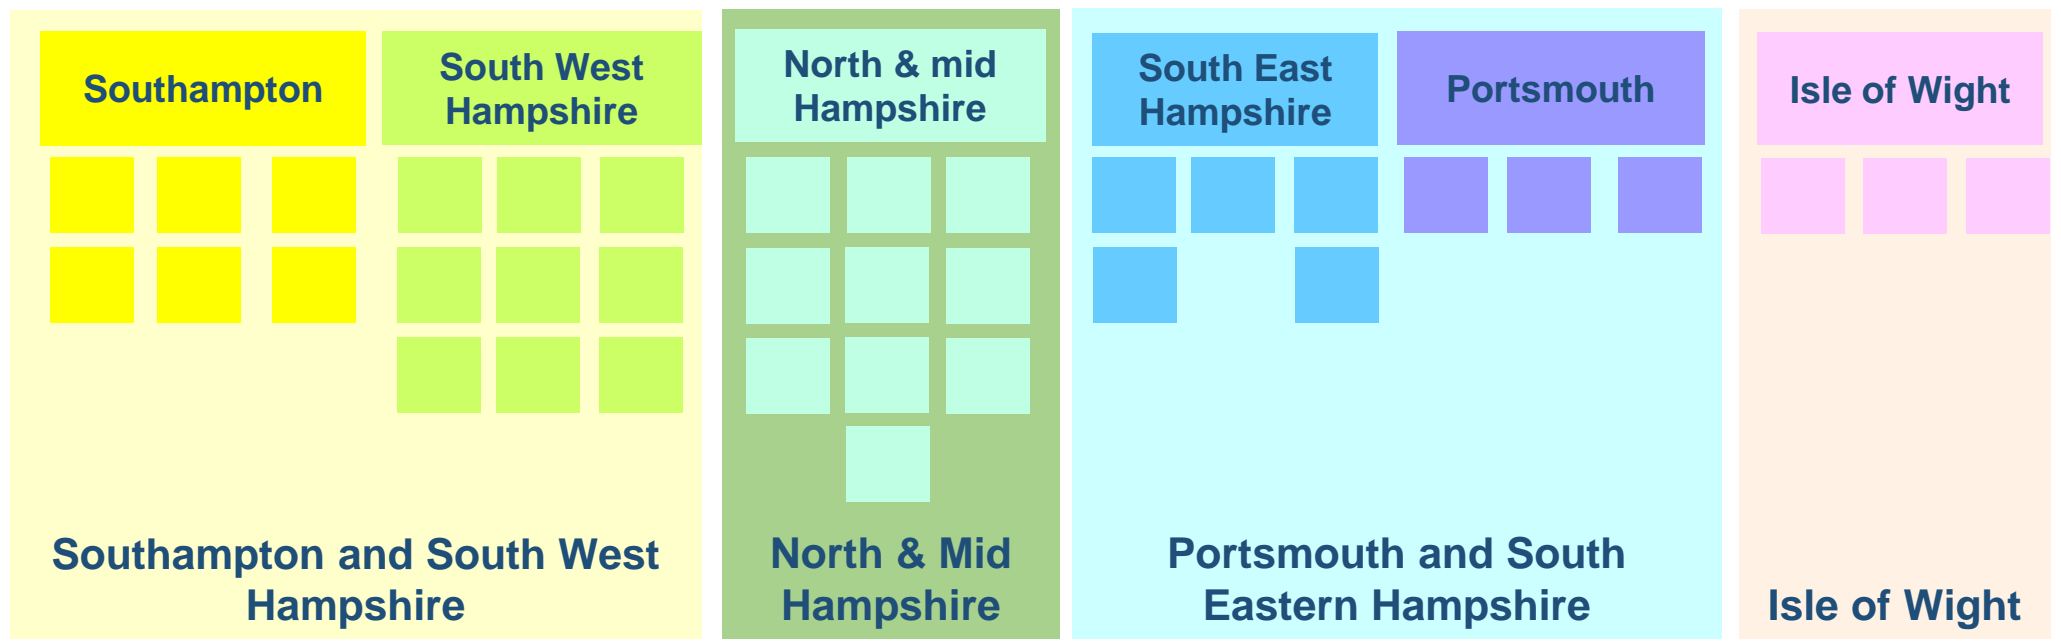 Southampton
South West
Hampshire
North & mid
Hampshire
South East
Hampshire
Portsmouth
Isle of Wight
Southampton and South West
Hampshire
North & Mid
Hampshire
Portsmouth and South
Eastern Hampshire
Isle of Wight